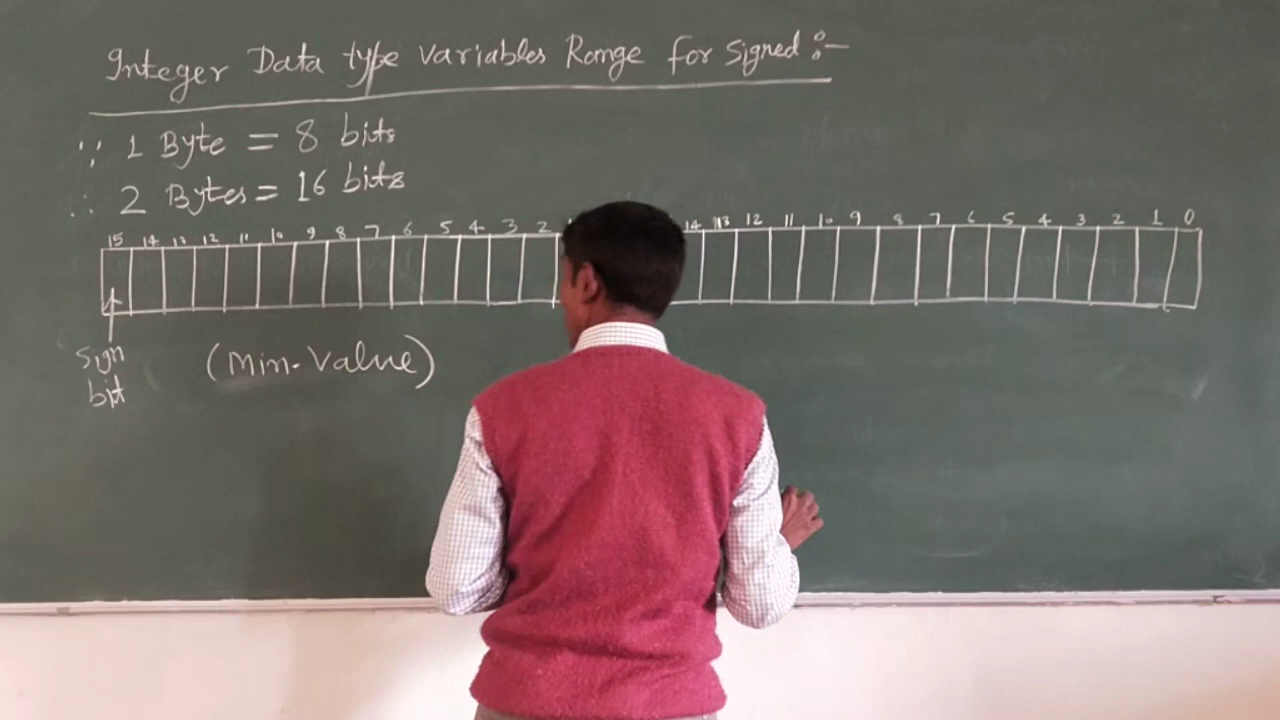 Integer Data type variables Range for Signed :-
∵ 1 Byte = 8 bits
∴ 2 Bytes = 16 bits
15 14 13 12 11 10 9 8 7 6 5 4 3 2 14 13 12 11 10 9 8 7 6 5 4 3 2 1 0
Sign
bit
(Min. Value)